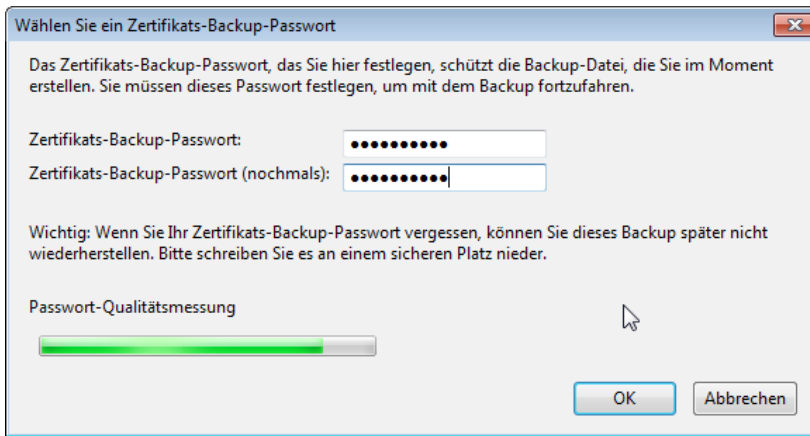 Wählen Sie ein Zertifikats-Backup-Passwort
Das Zertifikats-Backup-Passwort, das Sie hier festlegen, schützt die Backup-Datei, die Sie im Moment
erstellen. Sie müssen dieses Passwort festlegen, um mit dem Backup fortzufahren.
Zertifikats-Backup-Passwort: ●●●●●●●●●●
Zertifikats-Backup-Passwort (nochmals): ●●●●●●●●●●
Wichtig: Wenn Sie Ihr Zertifikats-Backup-Passwort vergessen, können Sie dieses Backup später nicht
wiederherstellen. Bitte schreiben Sie es an einem sicheren Platz nieder.
Passwort-Qualitätsmessung
OK Abbrechen